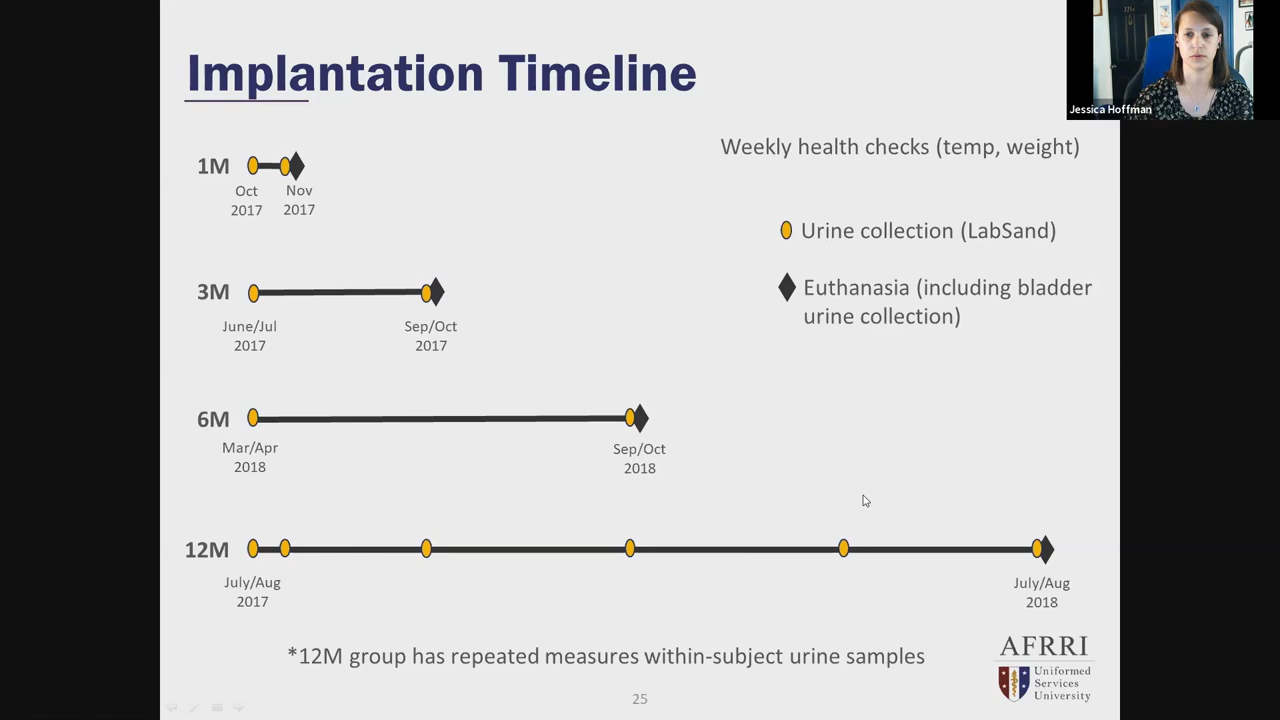 Implantation Timeline
Jessica Hoffman
Weekly health checks (temp, weight)
1M
Oct
2017
Nov
2017
Urine collection (LabSand)
Euthanasia (including bladder
urine collection)
3M
June/Jul
2017
Sep/Oct
2017
6M
Mar/Apr
2018
Sep/Oct
2018
12M
July/Aug
2017
July/Aug
2018
*12M group has repeated measures within-subject urine samples
AFRRI
Uniformed
Services
University
25